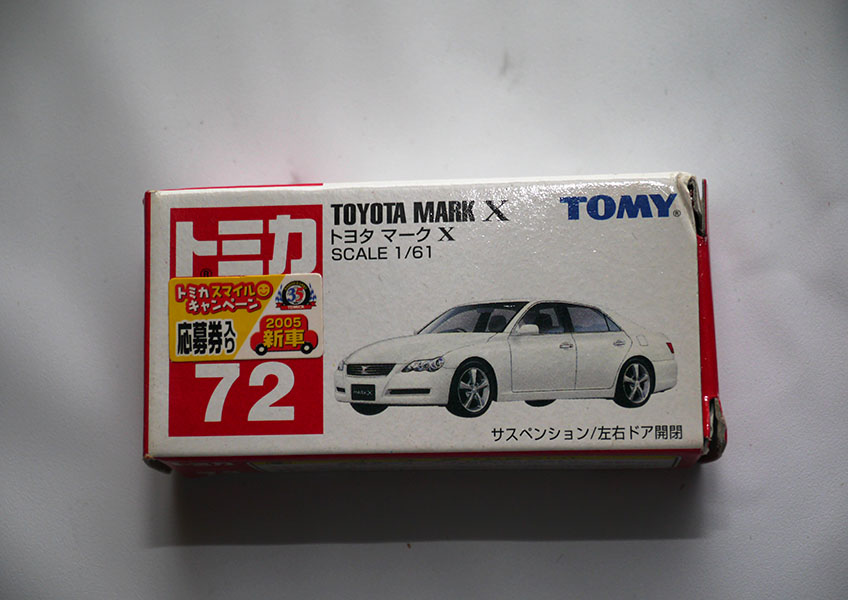 トミカ
®
トミカスマイル
キャンペーン
35
応募券入り
2005
新車
72
TOYOTA MARK X
トヨタ マーク X
SCALE 1/61
TOMY®
サスペンション/左右ドア開閉